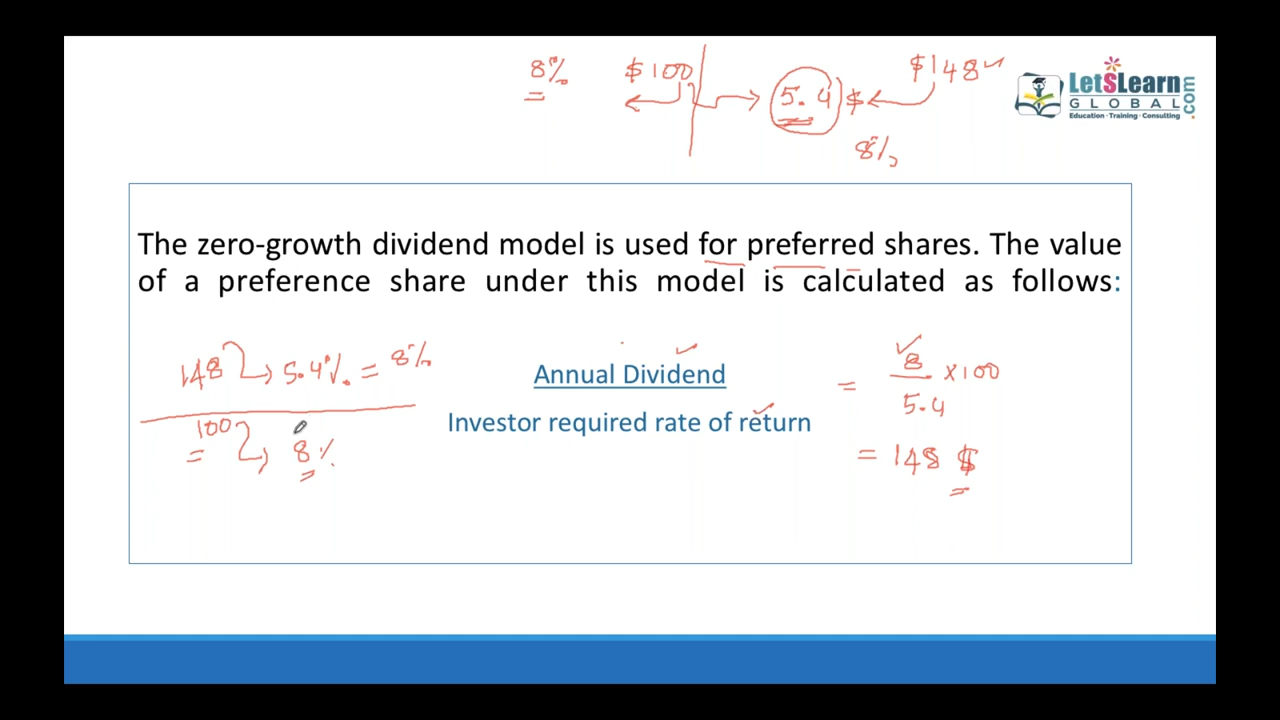 8% $100 5.4 $ $148
8%
LetSLearn
GLOBAL.com
Education · Training · Consulting
The zero-growth dividend model is used for preferred shares. The value
of a preference share under this model is calculated as follows:
148 5.4% = 8%
100 8%
=
Annual Dividend
Investor required rate of return
= 8 × 100
5.4
= 148 $